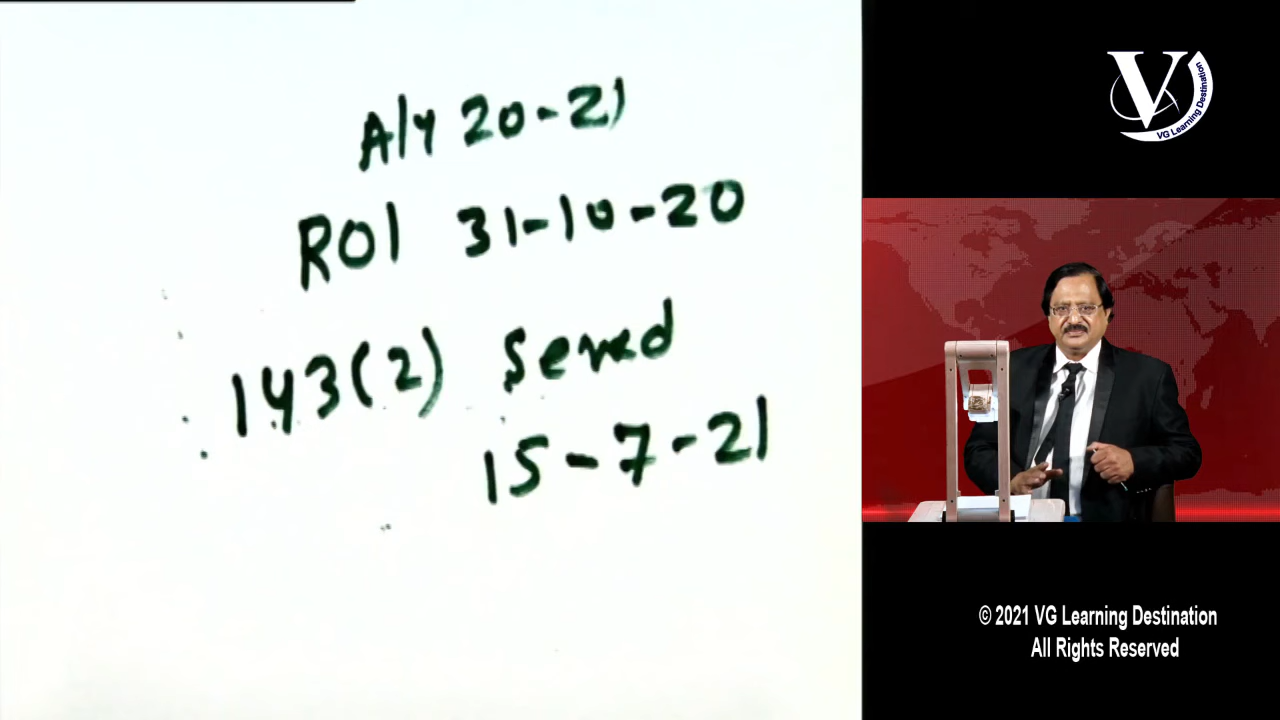 A/Y 20-21
ROI 31-10-20
143(2) Served
15-7-21
V
VG Learning Destination
© 2021 VG Learning Destination
All Rights Reserved